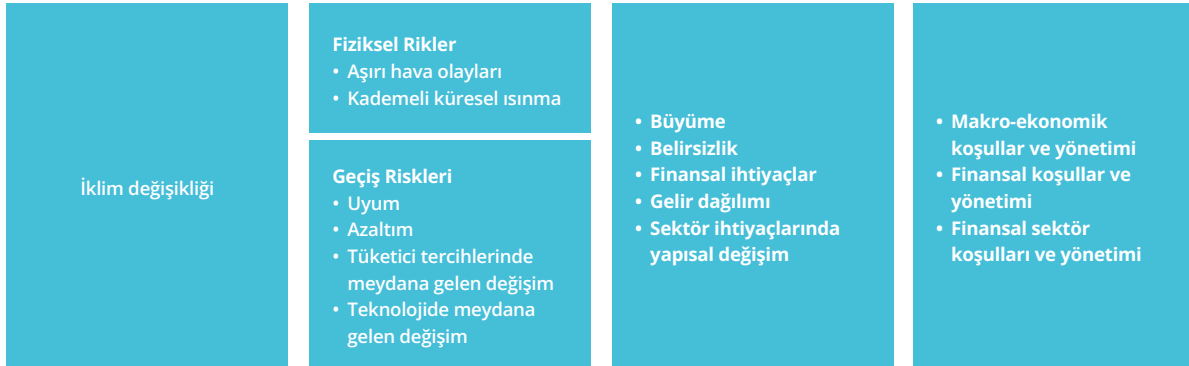 İklim değişikliği
Fiziksel Rikler
• Aşırı hava olayları
• Kademeli küresel ısınma
Geçiş Riskleri
• Uyum
• Azaltım
• Tüketici tercihlerinde
meydana gelen değişim
• Teknolojide meydana
gelen değişim
• Büyüme
• Belirsizlik
• Finansal ihtiyaçlar
• Gelir dağılımı
• Sektör ihtiyaçlarında
yapısal değişim
• Makro-ekonomik
koşullar ve yönetimi
• Finansal koşullar ve
yönetimi
• Finansal sektör
koşulları ve yönetimi